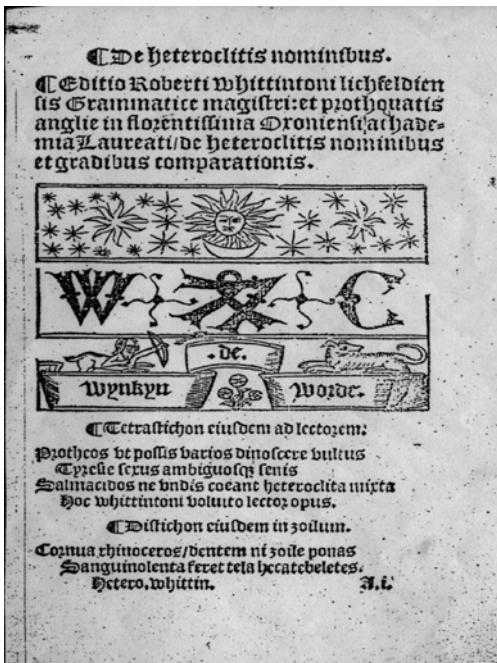 ¶De heteroclitis nominibus.
¶Editio Roberti Whittintoni lichfeldien
sis Grammatice magistri: et prothouatis
anglie in florentissima Oxoniensi achade-
mia Laureati/de heteroclitis nominibus
et gradibus comparationis.
W C
.de.
wynkyn worde.
¶Tetrastichon eiusdem ad lectorem.
Protheos vt possis varios dinoscere vultus
Tyresie sexus ambiguosq; senis
Salmacidos ne vndis coeant heteroclita mixta
Hoc whittintoni voluito lector opus.
¶Distichon eiusdem in zoilum.
Cornua rhinoceros/dentem ni zoile ponas
Sanguinolenta feret tela hecatebeletes.
Hetero. whittin. A.i.